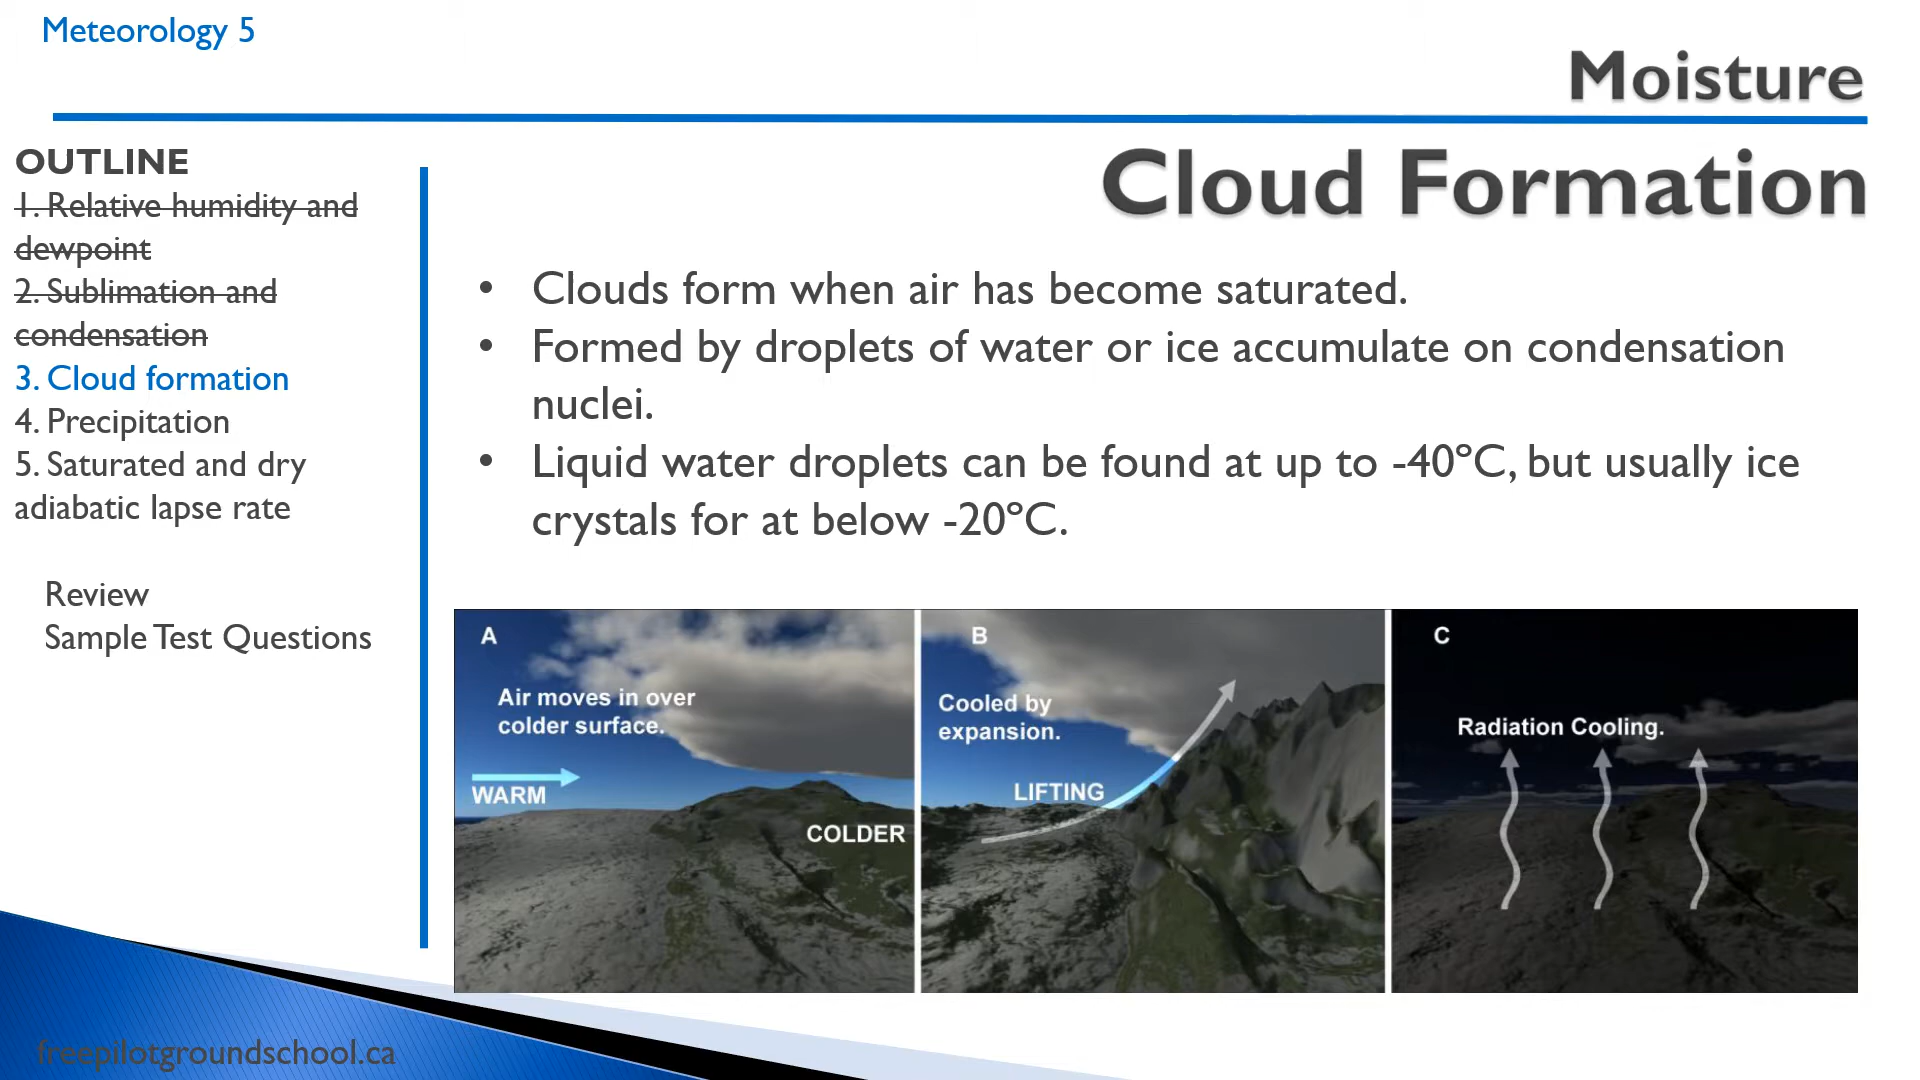 Meteorology 5
Moisture
OUTLINE
1. Relative humidity and
dewpoint
2. Sublimation and
condensation
3. Cloud formation
4. Precipitation
5. Saturated and dry
adiabatic lapse rate
Review
Sample Test Questions
Cloud Formation
• Clouds form when air has become saturated.
• Formed by droplets of water or ice accumulate on condensation
nuclei.
• Liquid water droplets can be found at up to -40°C, but usually ice
crystals for at below -20°C.
A
Air moves in over
colder surface.
WARM
COLDER
B
Cooled by
expansion.
LIFTING
C
Radiation Cooling.
freepilotgroundschool.ca